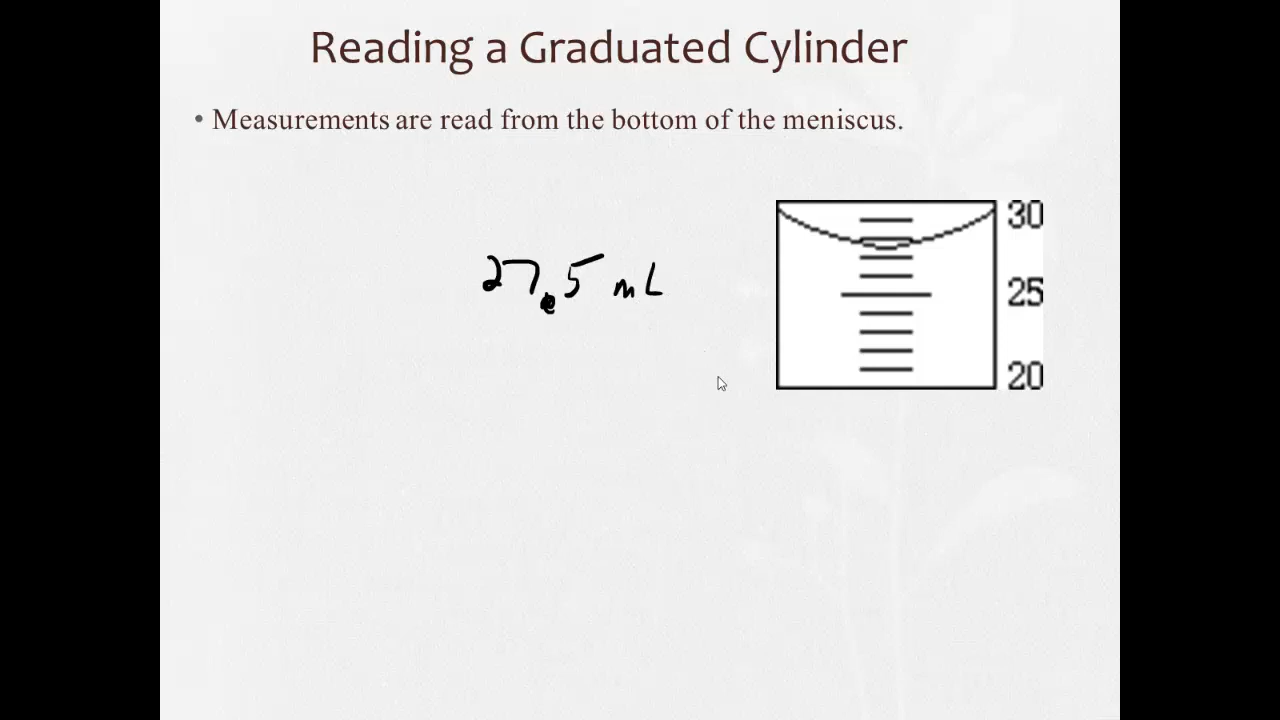 Reading a Graduated Cylinder
• Measurements are read from the bottom of the meniscus.
27.5 mL
30
25
20